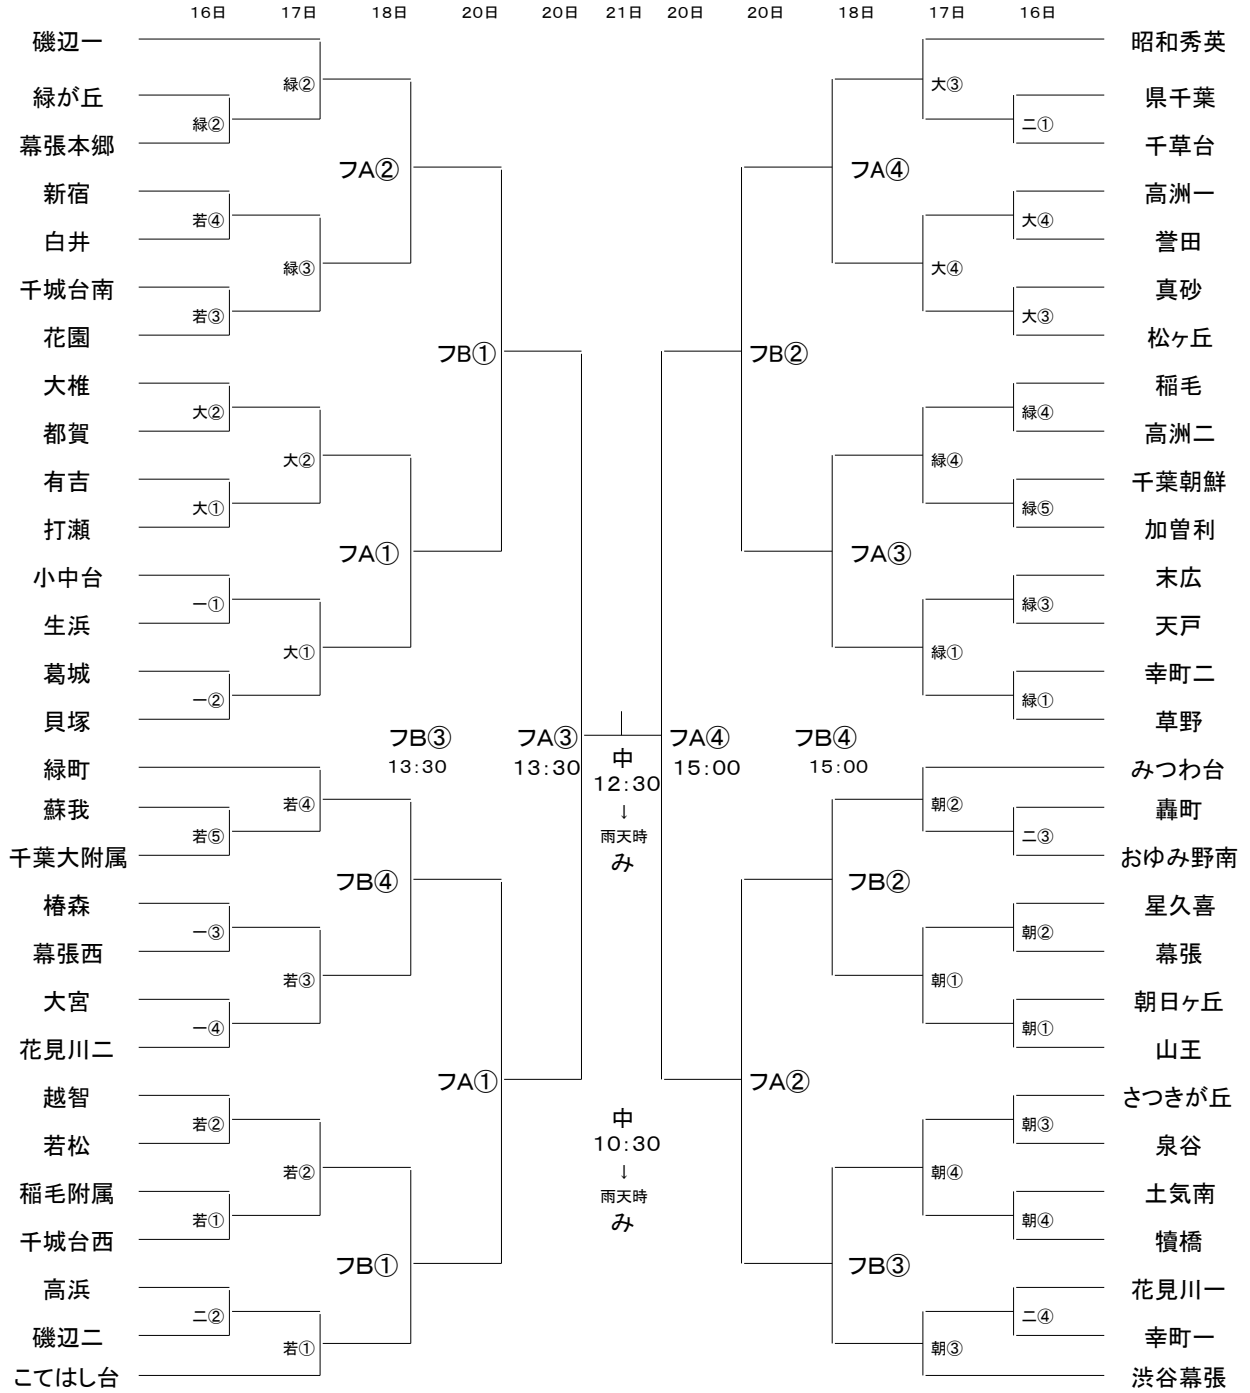 16日 17日 18日 20日 20日 21日 20日 20日 18日 17日 16日
磯辺一 昭和秀英
緑② 大③
緑が丘 県千葉
緑② 二①
幕張本郷 千草台
フA② フA④
新宿 高洲一
若④ 大④
白井 誉田
緑③ 大④
千城台南 真砂
若③ 大③
花園 松ヶ丘
フB① フB②
大椎 稲毛
大② 緑④
都賀 高洲二
大② 緑④
有吉 千葉朝鮮
大① 緑⑤
打瀬 加曽利
フA① フA③
小中台 末広
一① 緑③
生浜 天戸
大① 緑①
葛城 幸町二
一② 緑①
貝塚 草野
フB③ フA③ フA④ フB④
中
13:30 13:30 15:00 15:00
緑町 みつわ台
12:30
若④ 朝②
蘇我 轟町
↓
若⑤ 雨天時 二③
千葉大附属 み おゆみ野南
フB④ フB②
椿森 星久喜
一③ 朝②
幕張西 幕張
若③ 朝①
大宮 朝日ヶ丘
一④ 朝①
花見川二 山王
フA① フA②
越智 さつきが丘
中
若② 朝③
若松 10:30 泉谷
若② ↓ 朝④
稲毛附属 雨天時 土気南
若① み 朝④
千城台西 犢橋
フB① フB③
高浜 花見川一
二② 二④
磯辺二 幸町一
若① 朝③
こてはし台 渋谷幕張